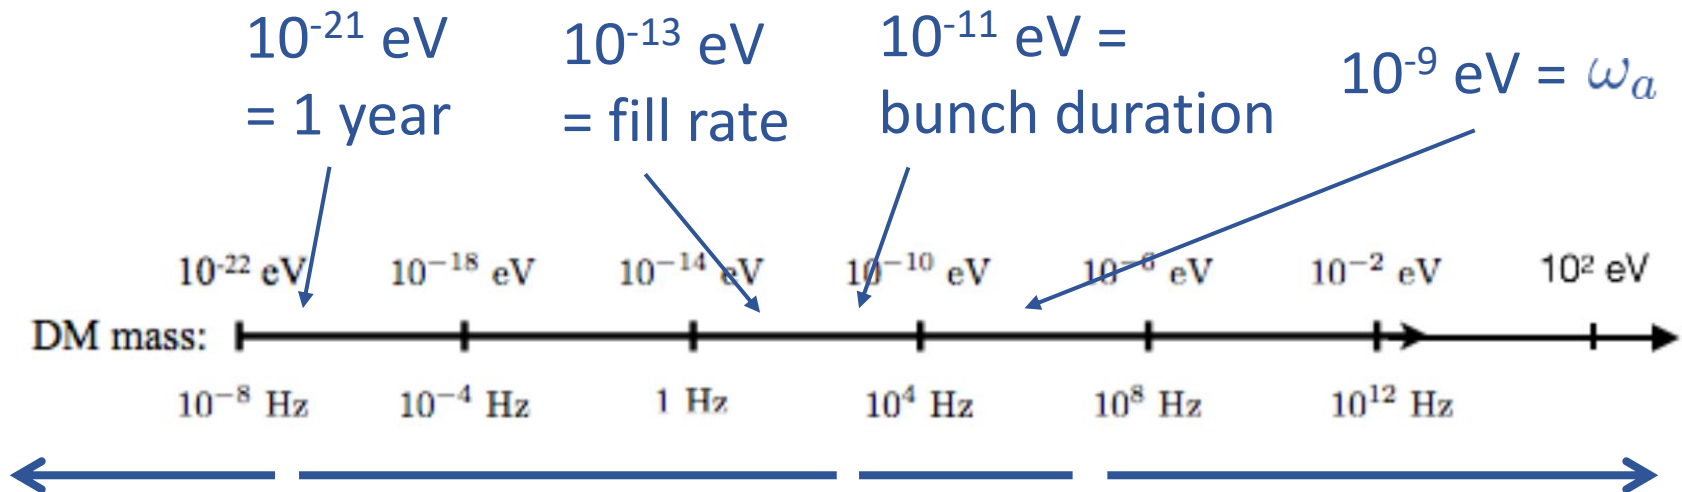 10⁻²¹ eV
= 1 year
10⁻¹³ eV
= fill rate
10⁻¹¹ eV =
bunch duration
10⁻⁹ eV = ωₐ
10⁻²² eV 10⁻¹⁸ eV 10⁻¹⁴ eV 10⁻¹⁰ eV 10⁻⁶ eV 10⁻² eV 10² eV
DM mass:
10⁻⁸ Hz 10⁻⁴ Hz 1 Hz 10⁴ Hz 10⁸ Hz 10¹² Hz